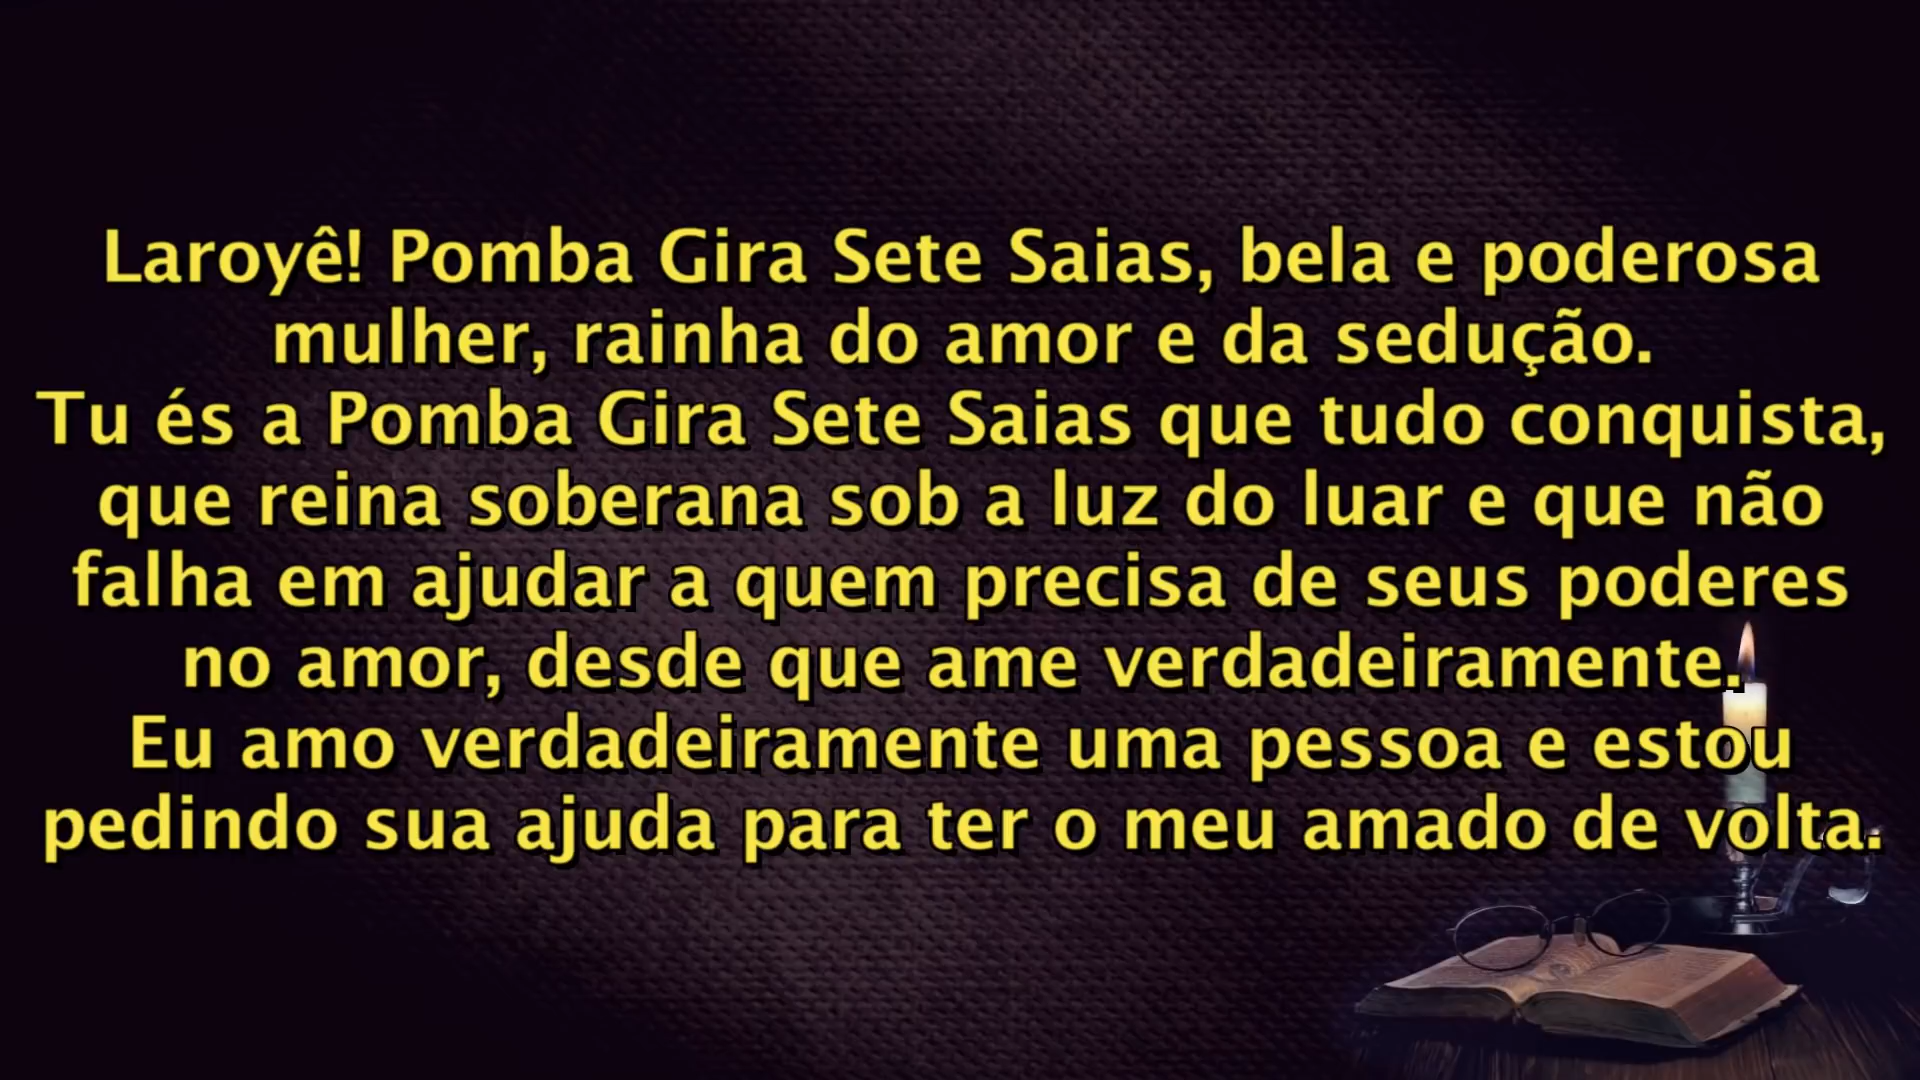 Laroyê! Pomba Gira Sete Saias, bela e poderosa
mulher, rainha do amor e da sedução.
Tu és a Pomba Gira Sete Saias que tudo conquista,
que reina soberana sob a luz do luar e que não
falha em ajudar a quem precisa de seus poderes
no amor, desde que ame verdadeiramente.
Eu amo verdadeiramente uma pessoa e estou
pedindo sua ajuda para ter o meu amado de volta.